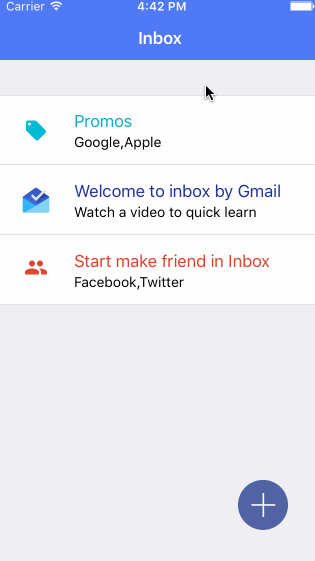 Carrier 4:42 PM
Inbox
Promos
Google,Apple
Welcome to inbox by Gmail
Watch a video to quick learn
Start make friend in Inbox
Facebook,Twitter